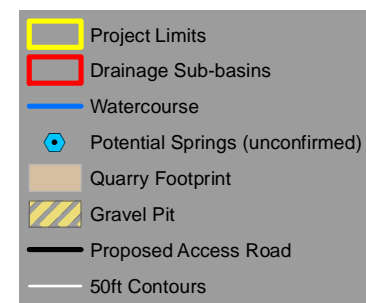 Project Limits
Drainage Sub-basins
Watercourse
Potential Springs (unconfirmed)
Quarry Footprint
Gravel Pit
Proposed Access Road
50ft Contours